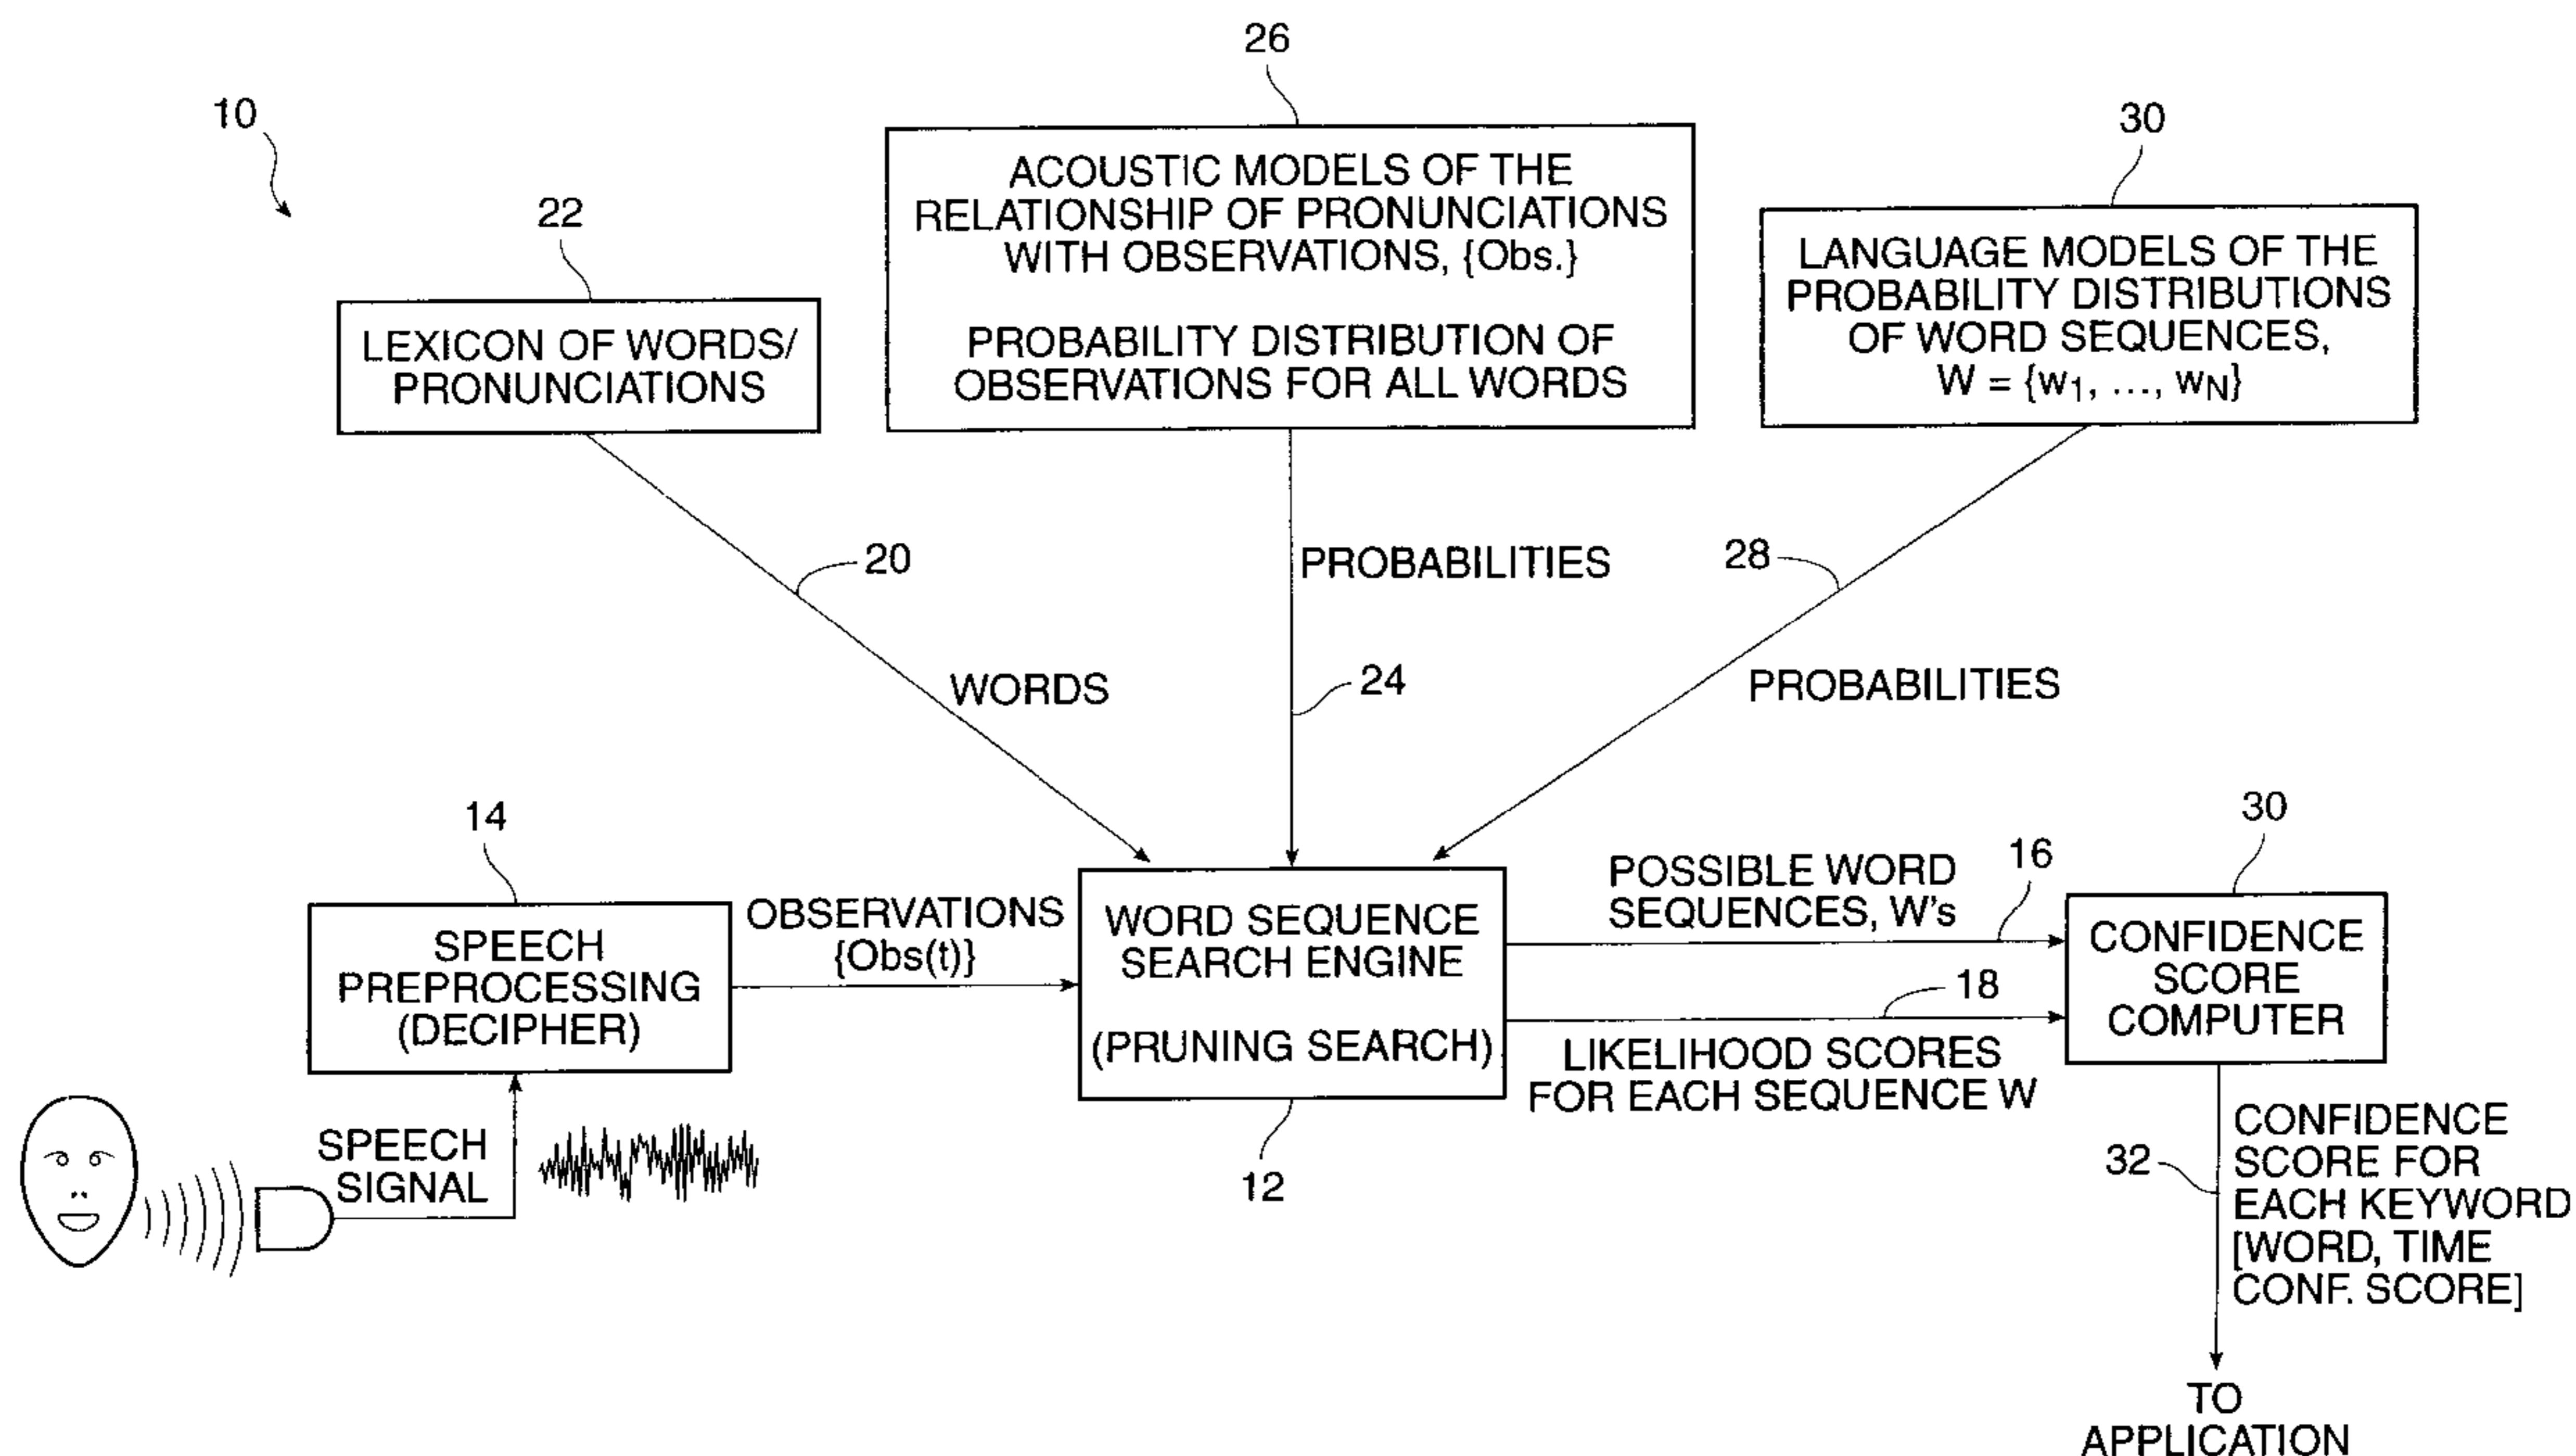 26
10
30
22
ACOUSTIC MODELS OF THE
RELATIONSHIP OF PRONUNCIATIONS
WITH OBSERVATIONS, {Obs.}
PROBABILITY DISTRIBUTION OF
OBSERVATIONS FOR ALL WORDS
LANGUAGE MODELS OF THE
PROBABILITY DISTRIBUTIONS
OF WORD SEQUENCES,
W = {w1, ..., wN}
LEXICON OF WORDS/
PRONUNCIATIONS
20
PROBABILITIES
28
WORDS
24
PROBABILITIES
14
30
16
POSSIBLE WORD
SEQUENCES, W's
OBSERVATIONS
{Obs(t)}
SPEECH
PREPROCESSING
(DECIPHER)
WORD SEQUENCE
SEARCH ENGINE
(PRUNING SEARCH)
CONFIDENCE
SCORE
COMPUTER
18
LIKELIHOOD SCORES
FOR EACH SEQUENCE W
SPEECH
SIGNAL
12
32
CONFIDENCE
SCORE FOR
EACH KEYWORD
[WORD, TIME
CONF. SCORE]
TO
APPLICATION